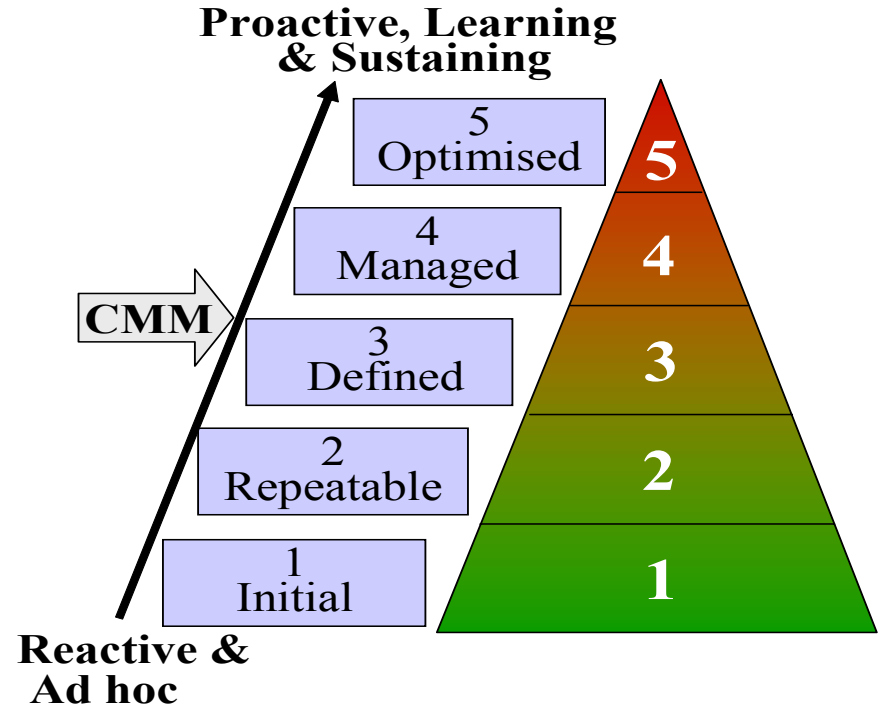 Proactive, Learning
& Sustaining
5
Optimised
5
4
Managed
4
CMM
3
Defined
3
2
Repeatable
2
1
Initial
1
Reactive &
Ad hoc